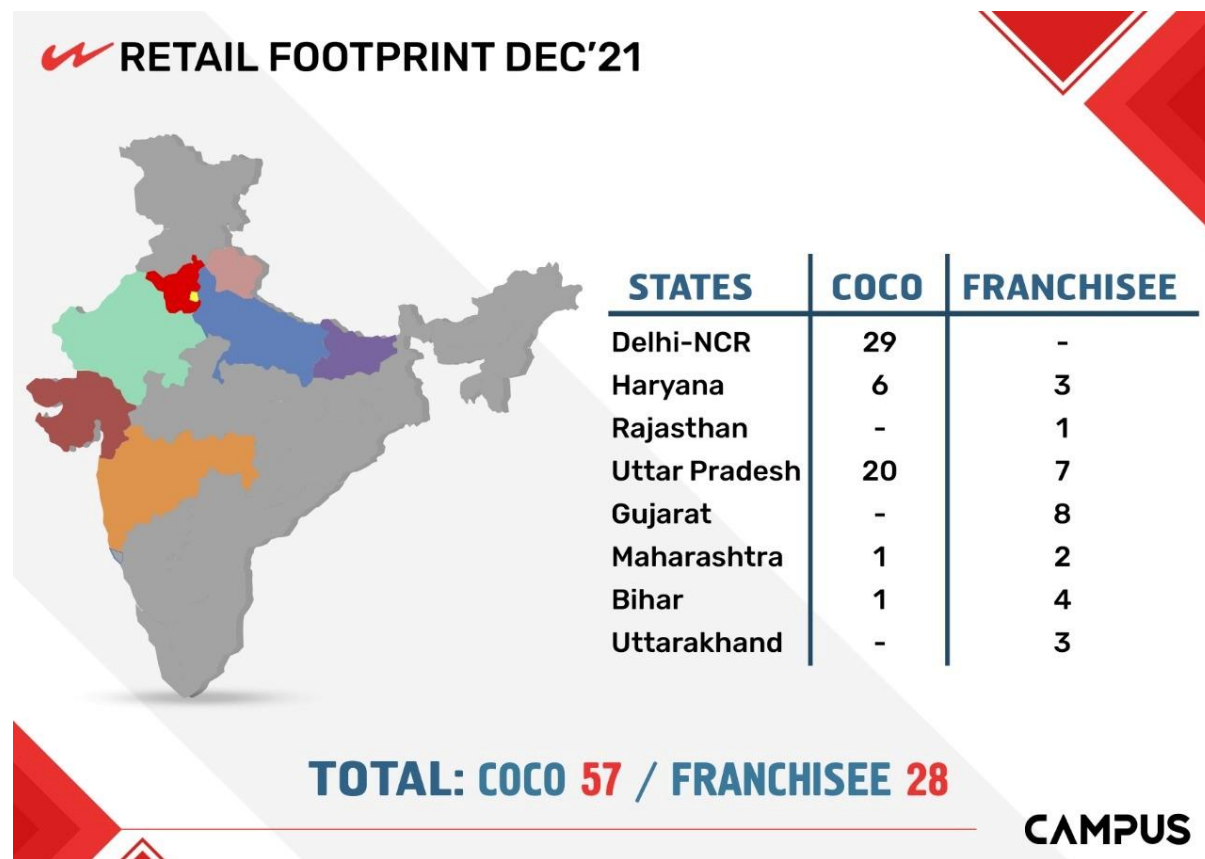 RETAIL FOOTPRINT DEC'21
STATES COCO FRANCHISEE
Delhi-NCR 29 -
Haryana 6 3
Rajasthan - 1
Uttar Pradesh 20 7
Gujarat - 8
Maharashtra 1 2
Bihar 1 4
Uttarakhand - 3
TOTAL: COCO 57 / FRANCHISEE 28
CAMPUS